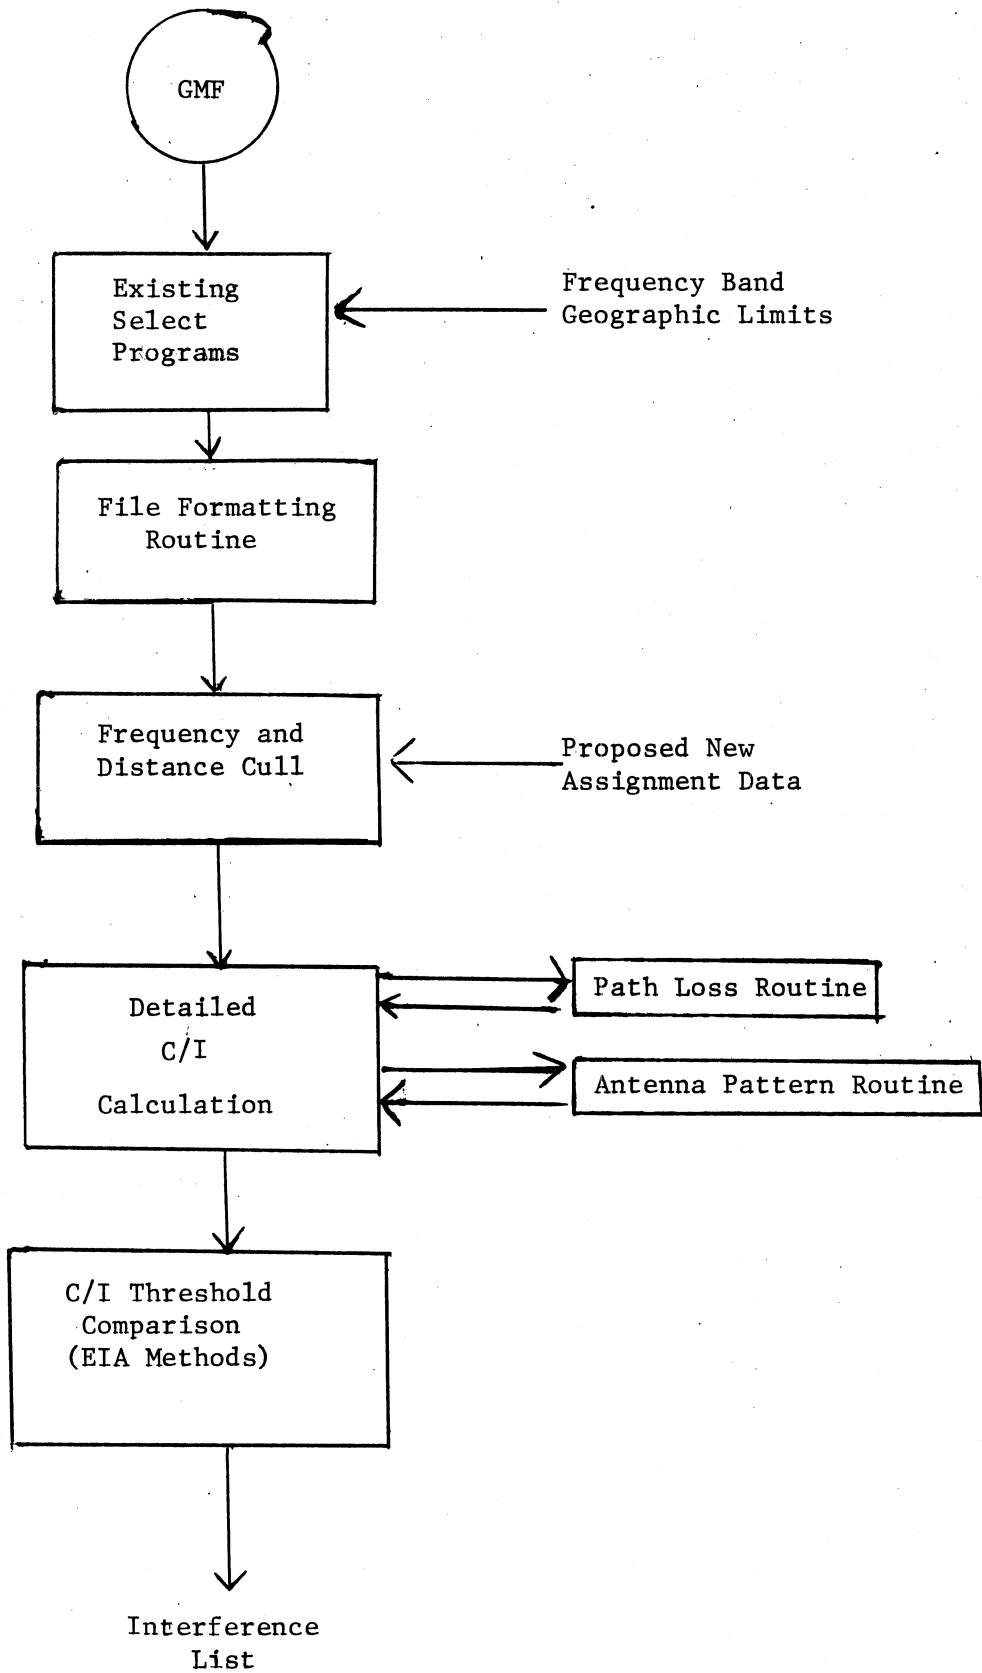 GMF
Existing
Select
Programs
Frequency Band
Geographic Limits
File Formatting
Routine
Frequency and
Distance Cull
Proposed New
Assignment Data
Detailed
C/I
Calculation
Path Loss Routine
Antenna Pattern Routine
C/I Threshold
Comparison
(EIA Methods)
Interference
List